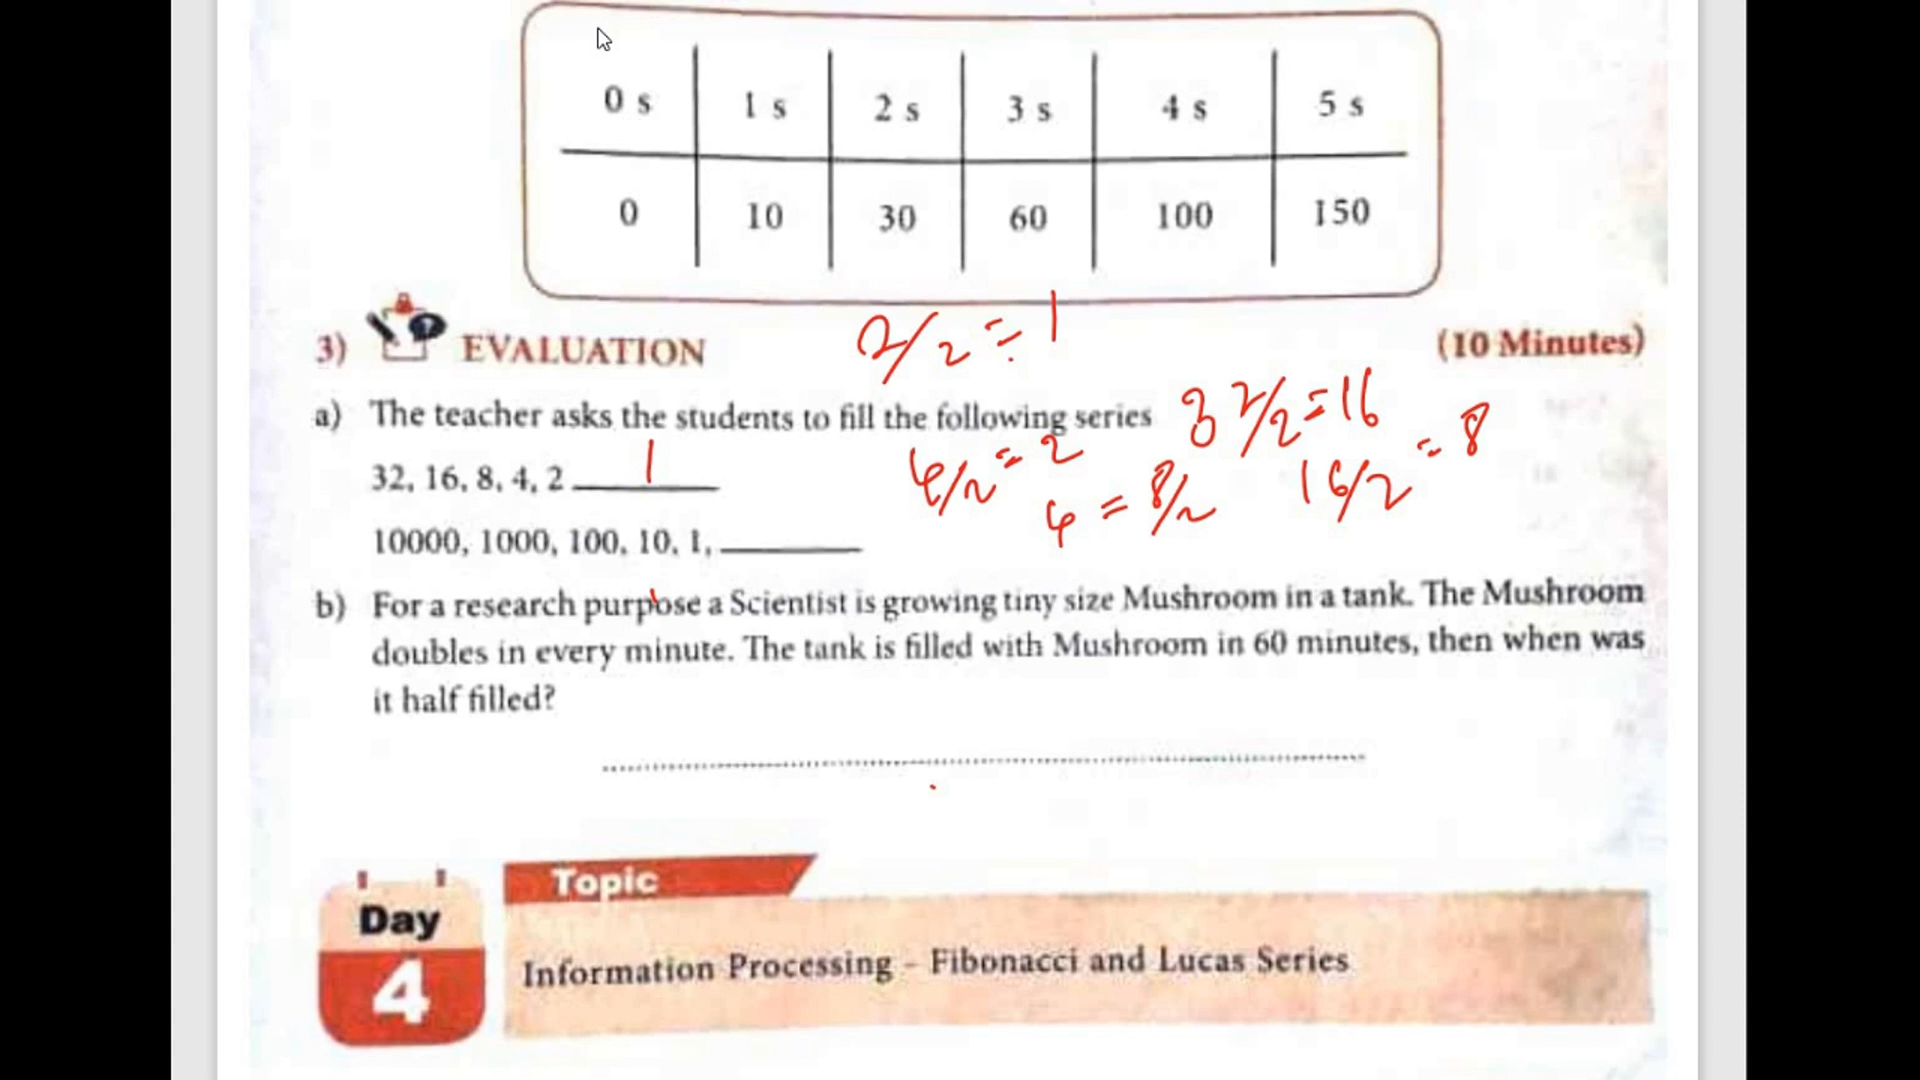 0 s 1 s 2 s 3 s 4 s 5 s
0 10 30 60 100 150
2/2 = 1
3) EVALUATION (10 Minutes)
a) The teacher asks the students to fill the following series
32/2 = 16
32, 16, 8, 4, 2 1
4/2 = 2
4 = 8/2
16/2 = 8
10000, 1000, 100, 10, 1,
b) For a research purpose a Scientist is growing tiny size Mushroom in a tank. The Mushroom
doubles in every minute. The tank is filled with Mushroom in 60 minutes, then when was
it half filled?
Topic
Day
4
Information Processing - Fibonacci and Lucas Series